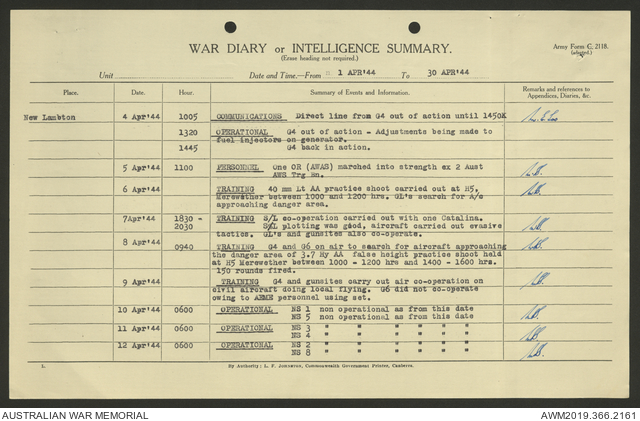 WAR DIARY or INTELLIGENCE SUMMARY.
(Erase heading not required.)
Army Form C. 2118.
(adapted.)
Unit
Date and Time.—From 1 APR'44 To 30 APR'44
Place. Date. Hour. Summary of Events and Information. Remarks and references to
Appendices, Diaries, &c.
New Lambton 4 Apr'44 1005 COMMUNICATIONS Direct line from G4 out of action until 1450K
1320 OPERATIONAL G4 out of action - Adjustments being made to
fuel injectors on generator.
1445 G4 back in action.
5 Apr'44 1100 PERSONNEL One OR (AWAS) marched into strength ex 2 Aust
AWS Trg Bn.
6 Apr'44 TRAINING 40 mm Lt AA practice shoot carried out at H5,
Merewether between 1000 and 1200 hrs. GL's search for A/c
approaching danger area.
7Apr'44 1830 - TRAINING S/L co-operation carried out with one Catalina.
2030 S/L plotting was good, aircraft carried out evasive
tactics. GL's and gunsites also co-operate.
8 Apr'44 0940 TRAINING G4 and G6 on air to search for aircraft approaching
the danger area of 3.7 Hy AA false height practice shoot held
at H5 Merewether between 1000 - 1200 hrs and 1400 - 1600 hrs.
150 rounds fired.
9 Apr'44 TRAINING G4 and gunsites carry out air co-operation on
civil aircraft doing local flying. G6 did not co-operate
owing to AEME personnel using set.
10 Apr'44 0600 OPERATIONAL NS 1 non operational as from this date
NS 5 non operational as from this date
11 Apr'44 0600 OPERATIONAL NS 3 " " " " " "
NS 4 " " " " " "
12 Apr'44 0600 OPERATIONAL NS 2 " " " " " "
NS 8 " " " " " "
L. By Authority: L. F. Johnston, Commonwealth Government Printer, Canberra.
AUSTRALIAN WAR MEMORIAL AWM2019.366.2161